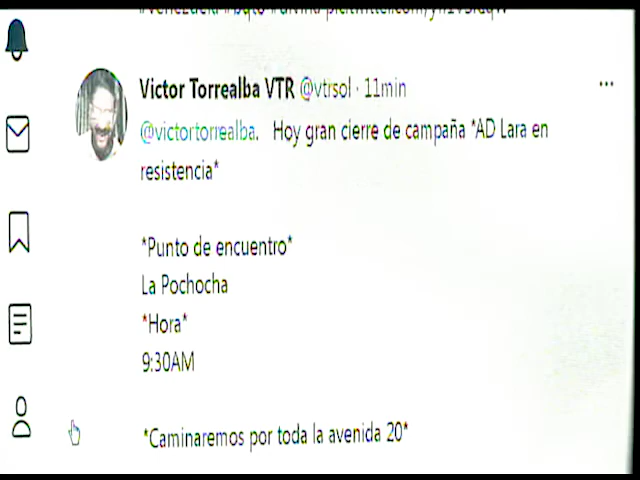 Victor Torrealba VTR @vtrsol · 11min ...
@victortorrealba. Hoy gran cierre de campaña *AD Lara en
resistencia*
*Punto de encuentro*
La Pochocha
*Hora*
9:30AM
*Caminaremos por toda la avenida 20*